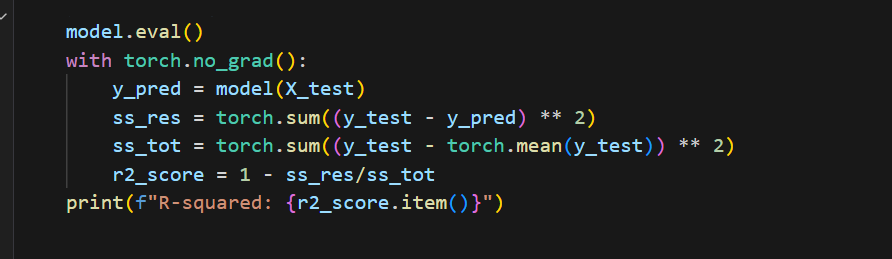 model.eval()
with torch.no_grad():
    y_pred = model(X_test)
    ss_res = torch.sum((y_test - y_pred) ** 2)
    ss_tot = torch.sum((y_test - torch.mean(y_test)) ** 2)
    r2_score = 1 - ss_res/ss_tot
print(f"R-squared: {r2_score.item()}")